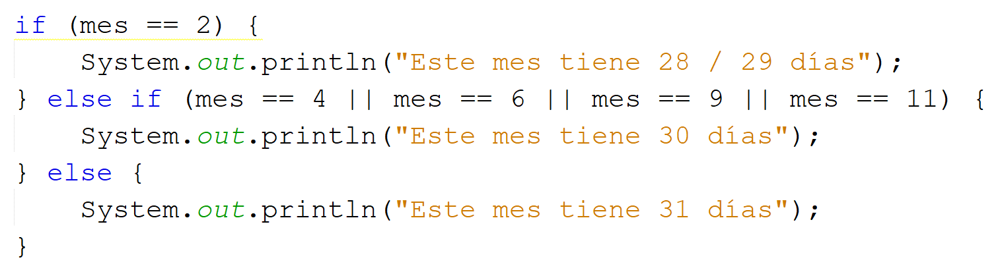 if (mes == 2) {
    System.out.println("Este mes tiene 28 / 29 días");
} else if (mes == 4 || mes == 6 || mes == 9 || mes == 11) {
    System.out.println("Este mes tiene 30 días");
} else {
    System.out.println("Este mes tiene 31 días");
}